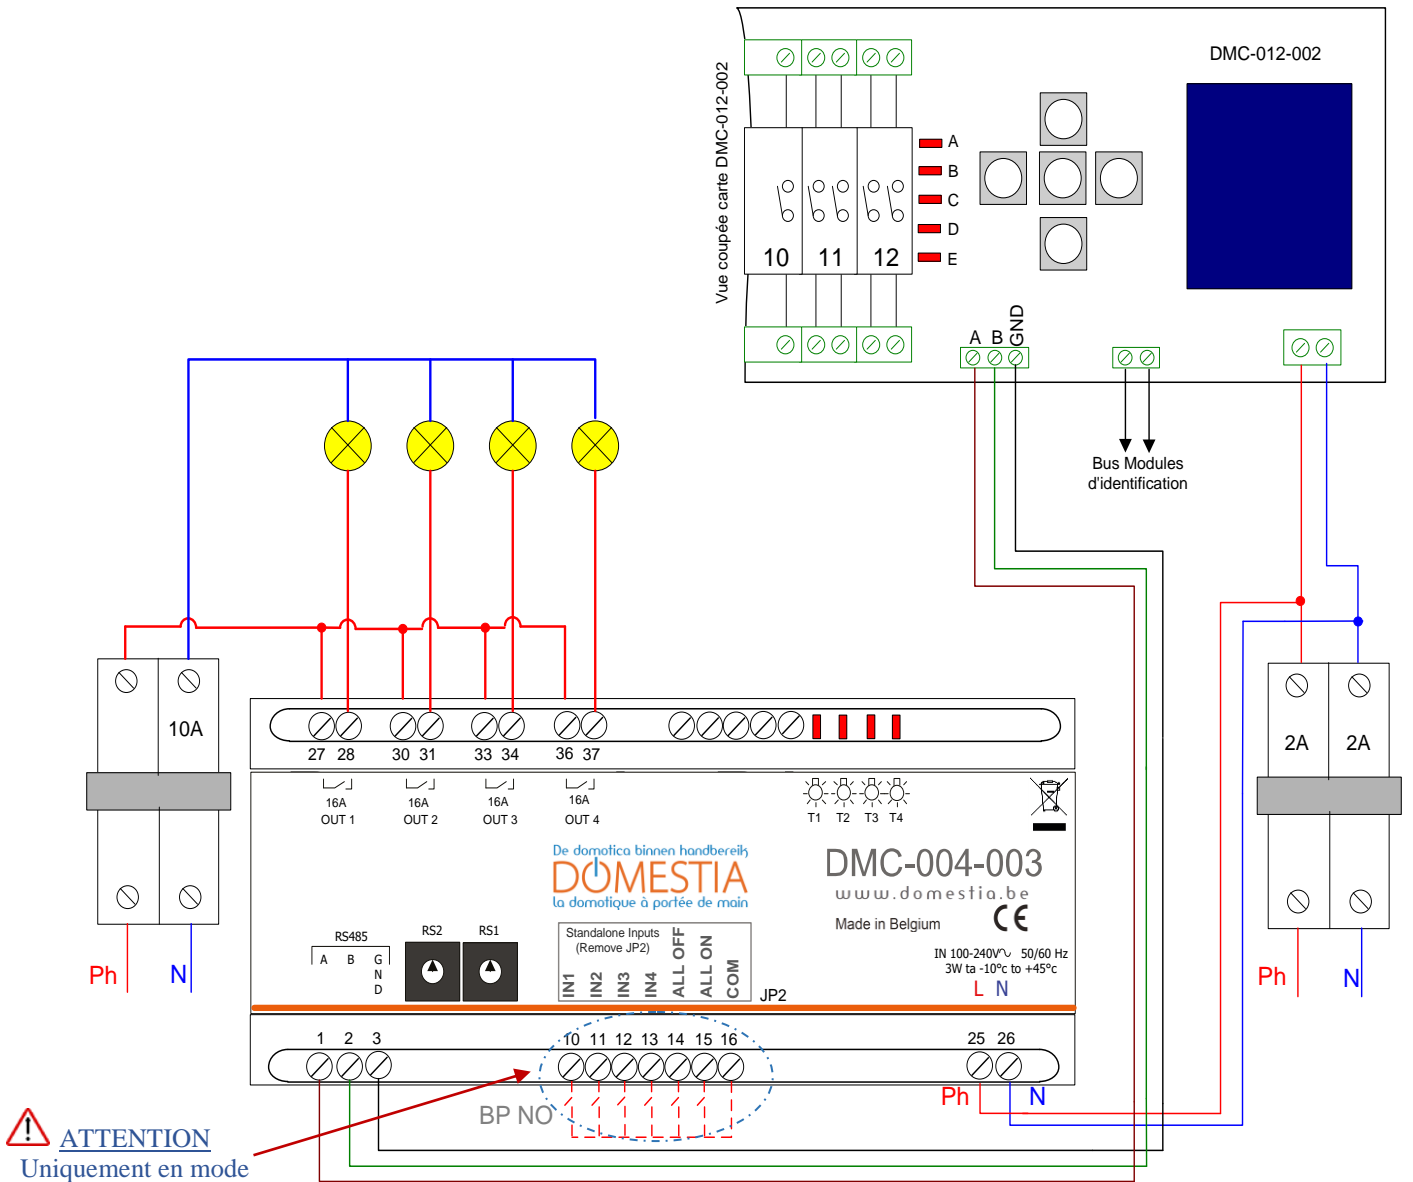 DMC-012-002
Vue coupée carte DMC-012-002
A
B
C
D
E
10 11 12
A B GND
Bus Modules
d'identification
10A
2A 2A
27 28 30 31 33 34 36 37
16A
OUT 1
16A
OUT 2
16A
OUT 3
16A
OUT 4
T1 T2 T3 T4
De domotica binnen handbereik
DOMESTIA
la domotique à portée de main
DMC-004-003
www.domestia.be
Made in Belgium
CE
RS485
A B GND
RS2 RS1
Standalone Inputs
(Remove JP2)
IN1
IN2
IN3
IN4
ALL OFF
ALL ON
COM
JP2
IN 100-240V 50/60 Hz
3W ta -10°c to +45°c
L N
Ph N
Ph N
1 2 3 10 11 12 13 14 15 16 25 26
Ph N
BP NO
ATTENTION
Uniquement en mode